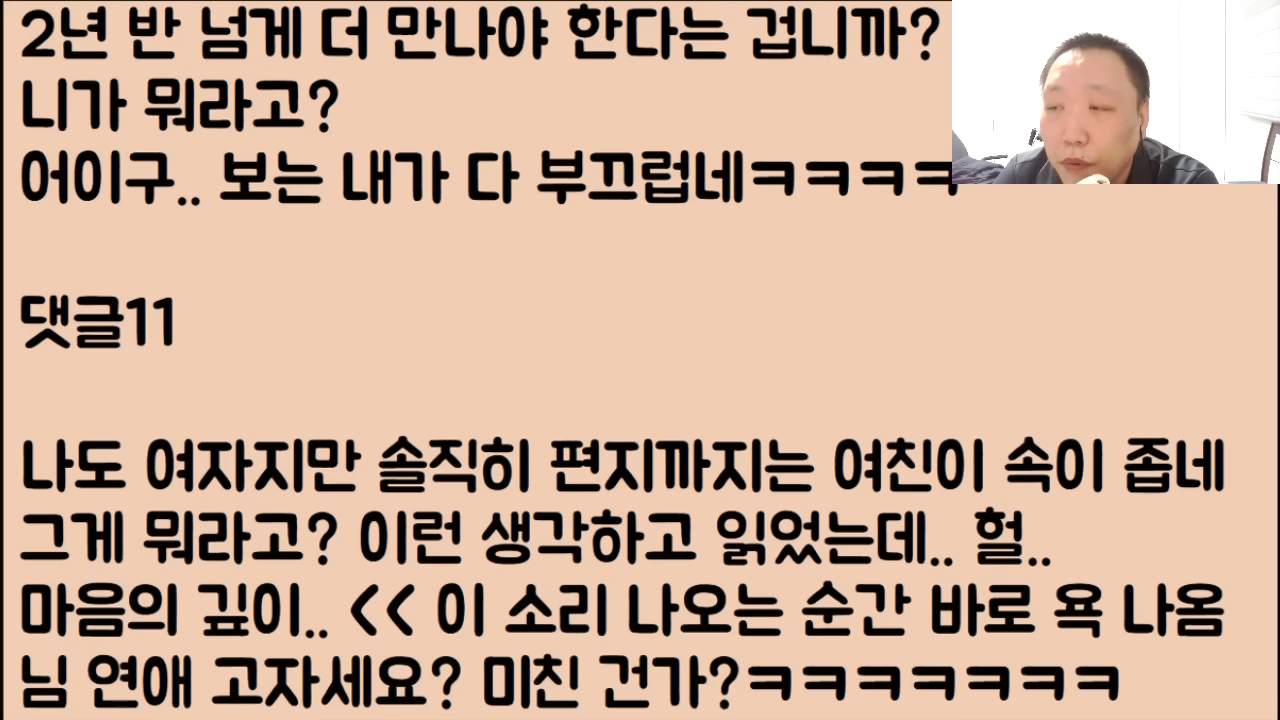 2년 반 넘게 더 만나야 한다는 겁니까?
니가 뭐라고?
어이구.. 보는 내가 다 부끄럽네ㅋㅋㅋㅋ
댓글11
나도 여자지만 솔직히 편지까지는 여친이 속이 좁네
그게 뭐라고? 이런 생각하고 읽었는데.. 헐..
마음의 깊이.. << 이 소리 나오는 순간 바로 욕 나옴
님 연애 고자세요? 미친 건가?ㅋㅋㅋㅋㅋㅋㅋ